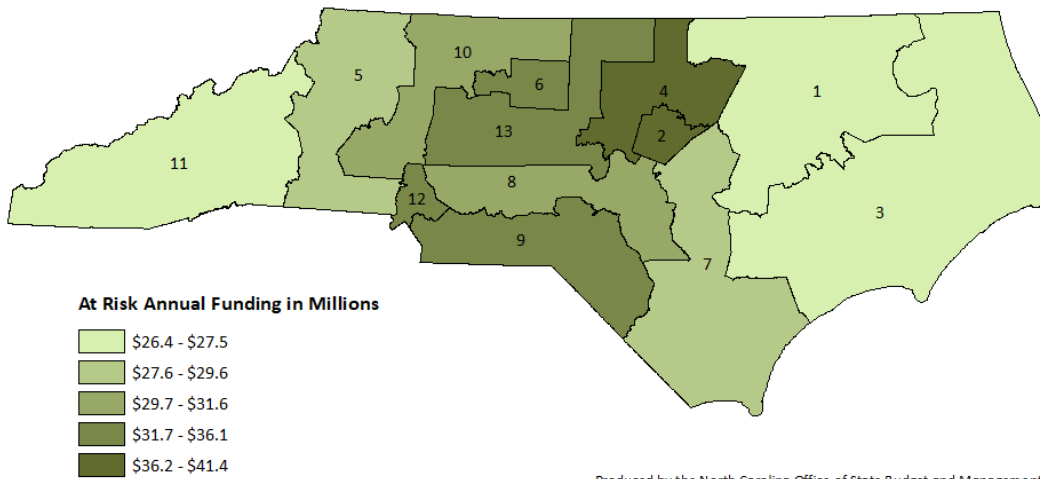 10
5
6
4
1
13
2
11
8
12
3
9
7
At Risk Annual Funding in Millions
$26.4 - $27.5
$27.6 - $29.6
$29.7 - $31.6
$31.7 - $36.1
$36.2 - $41.4
Produced by the North Carolina Office of State Budget and Management